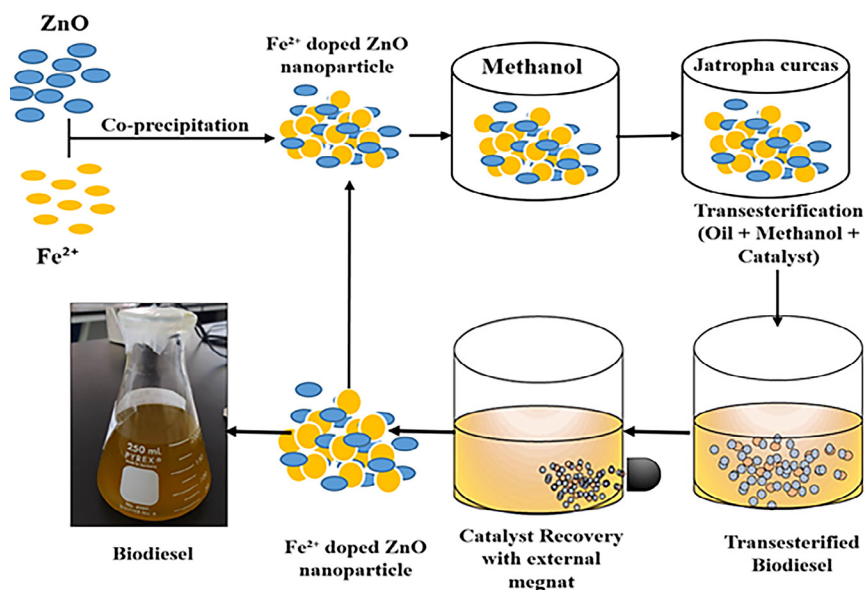 ZnO
Fe²⁺
Co-precipitation
Fe²⁺ doped ZnO
nanoparticle
Methanol
Jatropha curcas
Transesterification
(Oil + Methanol +
Catalyst)
250 mL
PYREX®
Biodiesel
Fe²⁺ doped ZnO
nanoparticle
Catalyst Recovery
with external
megnat
Transesterified
Biodiesel